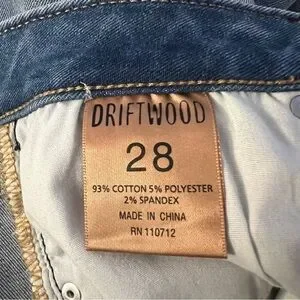 DRIFTWOOD
28
93% COTTON 5% POLYESTER
2% SPANDEX
MADE IN CHINA
RN 110712